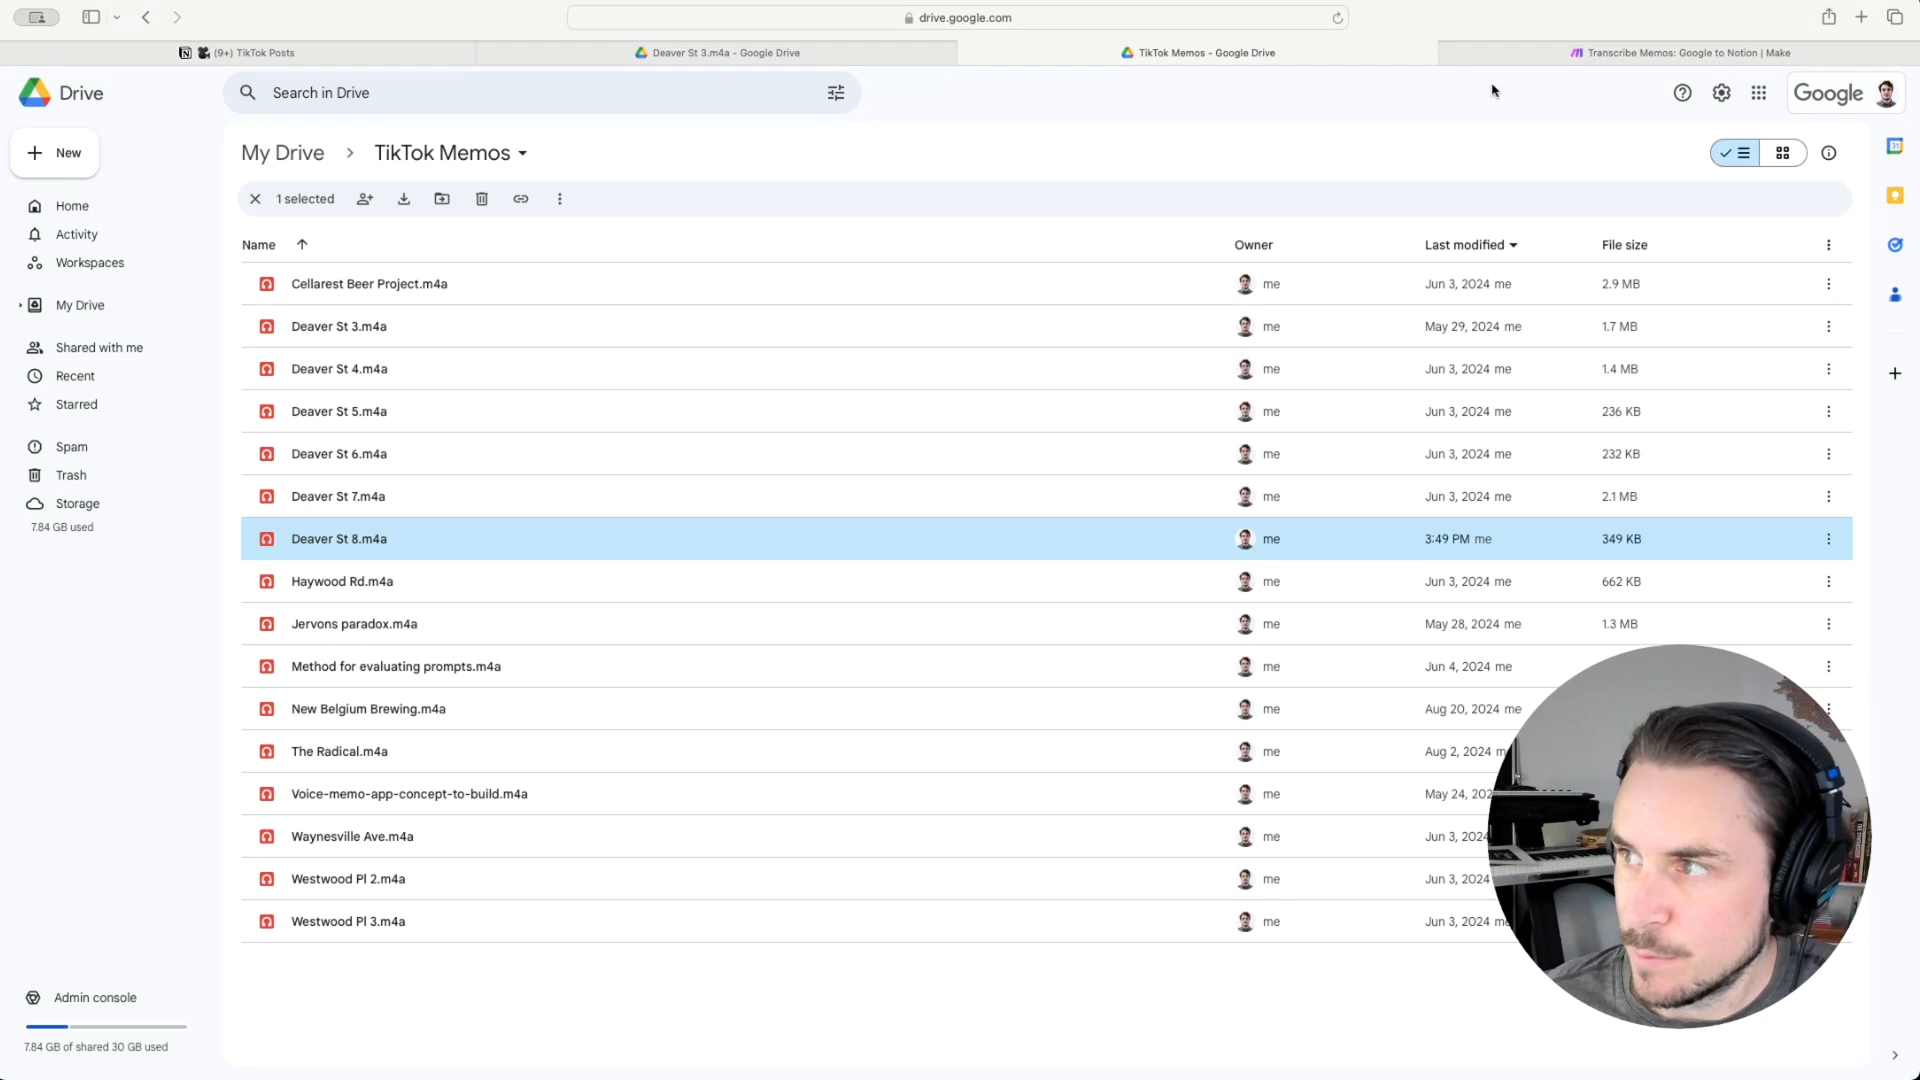 drive.google.com
(9+) TikTok Posts
Deaver St 3.m4a - Google Drive
TikTok Memos - Google Drive
Transcribe Memos: Google to Notion | Make
Drive
Search in Drive
Google
New
My Drive
TikTok Memos
1 selected
Home
Activity
Workspaces
My Drive
Shared with me
Recent
Starred
Spam
Trash
Storage
7.84 GB used
Admin console
7.84 GB of shared 30 GB used
31
Name Owner Last modified File size
Cellarest Beer Project.m4a me Jun 3, 2024 me 2.9 MB
Deaver St 3.m4a me May 29, 2024 me 1.7 MB
Deaver St 4.m4a me Jun 3, 2024 me 1.4 MB
Deaver St 5.m4a me Jun 3, 2024 me 236 KB
Deaver St 6.m4a me Jun 3, 2024 me 232 KB
Deaver St 7.m4a me Jun 3, 2024 me 2.1 MB
Deaver St 8.m4a me 3:49 PM me 349 KB
Haywood Rd.m4a me Jun 3, 2024 me 662 KB
Jervons paradox.m4a me May 28, 2024 me 1.3 MB
Method for evaluating prompts.m4a me Jun 4, 2024 me
New Belgium Brewing.m4a me Aug 20, 2024 me
The Radical.m4a me Aug 2, 2024
Voice-memo-app-concept-to-build.m4a me May 24,
Waynesville Ave.m4a me Jun 3, 2024
Westwood Pl 2.m4a me Jun 3, 2024
Westwood Pl 3.m4a me Jun 3, 2024